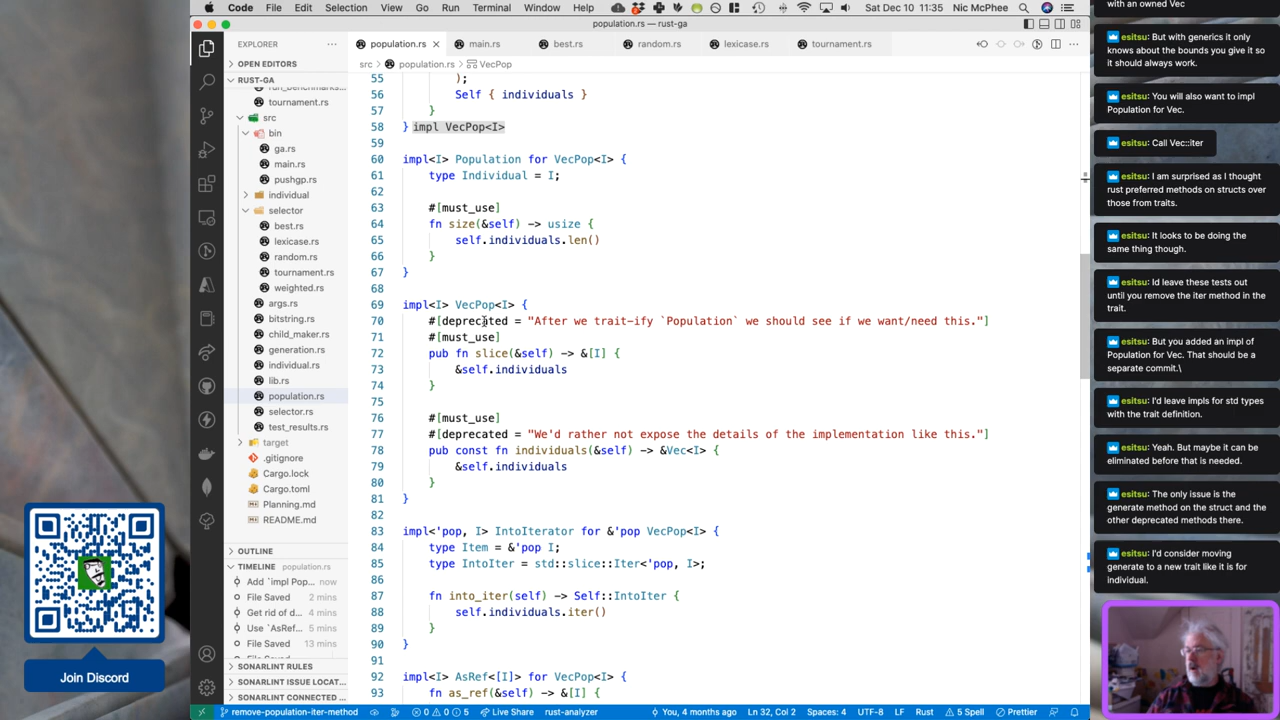 Code File Edit Selection View Go Run Terminal Window Help Sat Dec 10 11:35 Nic McPhee
population.rs — rust-ga
EXPLORER
OPEN EDITORS
RUST-GA
run_benchmarks
tournament.rs
src
bin
ga.rs
main.rs
pushgp.rs
individual
selector
best.rs
lexicase.rs
random.rs
tournament.rs
weighted.rs
args.rs
bitstring.rs
child_maker.rs
generation.rs
individual.rs
lib.rs
population.rs
selector.rs
test_results.rs
target
.gitignore
Cargo.lock
Cargo.toml
Planning.md
README.md
OUTLINE
TIMELINE population.rs
Add `impl Pop... now
File Saved 2 mins
Get rid of d... 4 mins
Use `AsRef... 5 mins
File Saved 13 mins
SONARLINT RULES
SONARLINT ISSUE LOCAT...
SONARLINT CONNECTED ...
population.rs main.rs best.rs random.rs lexicase.rs tournament.rs
src > population.rs > VecPop
55 );
56 Self { individuals }
57 }
58 } impl VecPop<I>
59
60 impl<I> Population for VecPop<I> {
61 type Individual = I;
62
63 #[must_use]
64 fn size(&self) -> usize {
65 self.individuals.len()
66 }
67 }
68
69 impl<I> VecPop<I> {
70 #[deprecated = "After we trait-ify `Population` we should see if we want/need this."]
71 #[must_use]
72 pub fn slice(&self) -> &[I] {
73 &self.individuals
74 }
75
76 #[must_use]
77 #[deprecated = "We'd rather not expose the details of the implementation like this."]
78 pub const fn individuals(&self) -> &Vec<I> {
79 &self.individuals
80 }
81 }
82
83 impl<'pop, I> IntoIterator for &'pop VecPop<I> {
84 type Item = &'pop I;
85 type IntoIter = std::slice::Iter<'pop, I>;
86
87 fn into_iter(self) -> Self::IntoIter {
88 self.individuals.iter()
89 }
90 }
91
92 impl<I> AsRef<[I]> for VecPop<I> {
93 fn as_ref(&self) -> &[I] {
remove-population-iter-method 0 0 5 Live Share rust-analyzer You, 4 months ago Ln 32, Col 2 Spaces: 4 UTF-8 LF Rust 5 Spell Prettier
Join Discord
with an owned Vec
esitsu: But with generics it only
knows about the bounds you give it so
it should always work.
esitsu: You will also want to impl
Population for Vec.
esitsu: Call Vec::iter
esitsu: I am surprised as I thought
rust preferred methods on structs over
those from traits.
esitsu: It looks to be doing the
same thing though.
esitsu: Id leave these tests out
until you remove the iter method in the
trait.
esitsu: But you added an impl of
Population for Vec. That should be a
separate commit.\
esitsu: I'd leave impls for std types
with the trait definition.
esitsu: Yeah. But maybe it can be
eliminated before that is needed.
esitsu: The only issue is the
generate method on the struct and the
other deprecated methods there.
esitsu: I'd consider moving
generate to a new trait like it is for
individual.